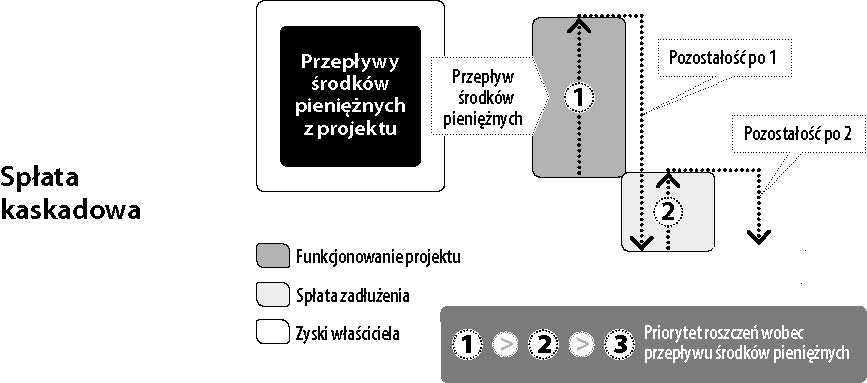 Spłata
kaskadowa
Przepływy
środków
pieniężnych
z projektu
Przepływ
środków
pieniężnych
1
Pozostałość po 1
2
Pozostałość po 2
Funkcjonowanie projektu
Spłata zadłużenia
Zyski właściciela
1 > 2 > 3
Priorytet roszczeń wobec
przepływu środków pieniężnych